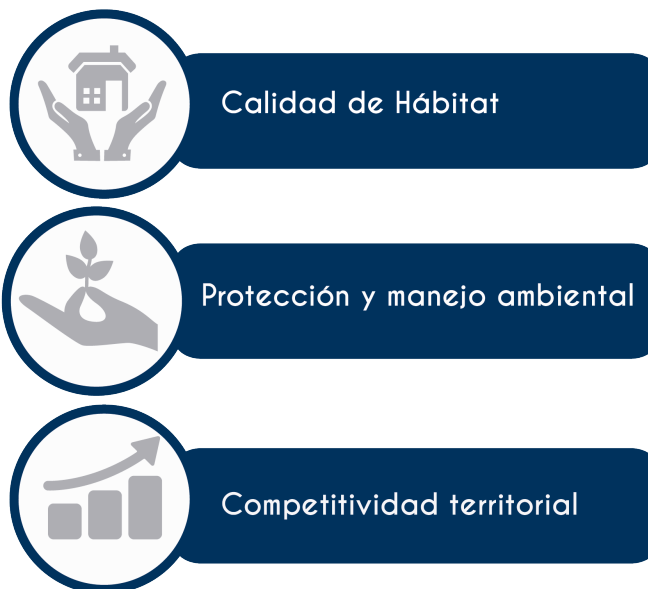 Calidad de Hábitat
Protección y manejo ambiental
Competitividad territorial